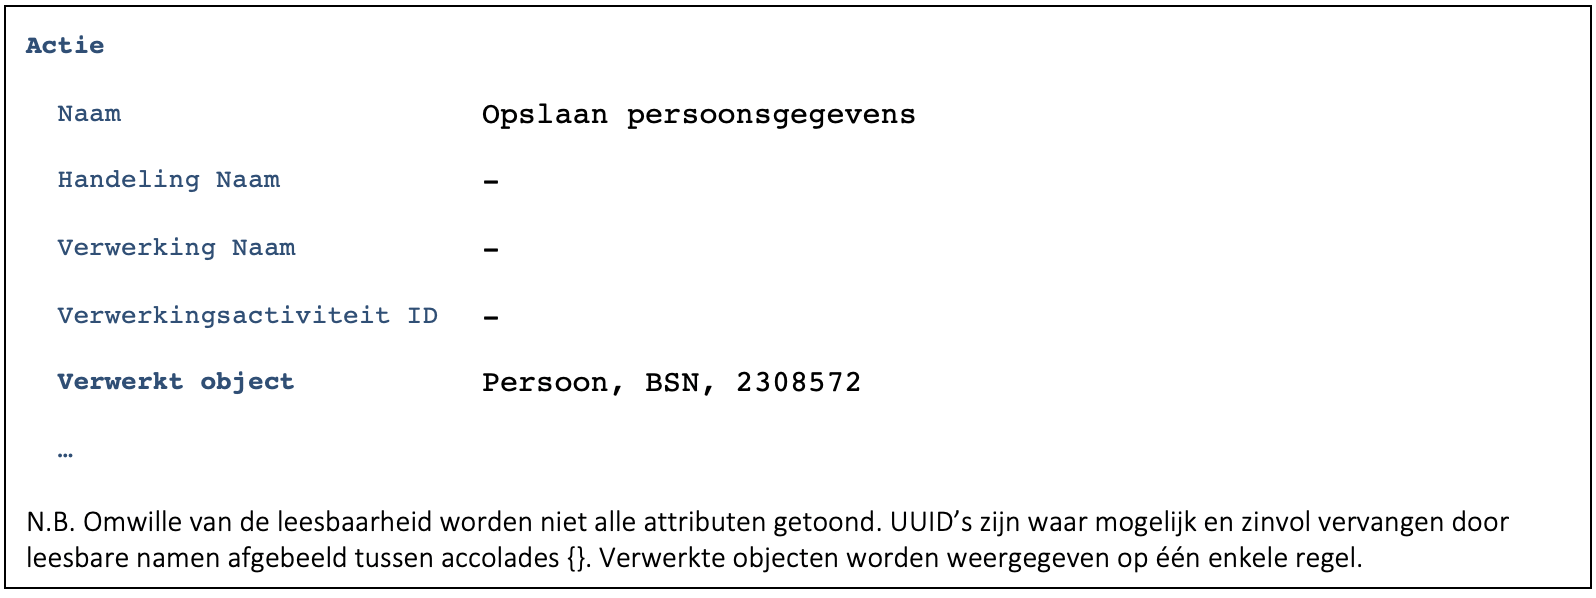 Actie
Naam Opslaan persoonsgegevens
Handeling Naam –
Verwerking Naam –
Verwerkingsactiviteit ID –
Verwerkt object Persoon, BSN, 2308572
…
N.B. Omwille van de leesbaarheid worden niet alle attributen getoond. UUID’s zijn waar mogelijk en zinvol vervangen door
leesbare namen afgebeeld tussen accolades {}. Verwerkte objecten worden weergegeven op één enkele regel.